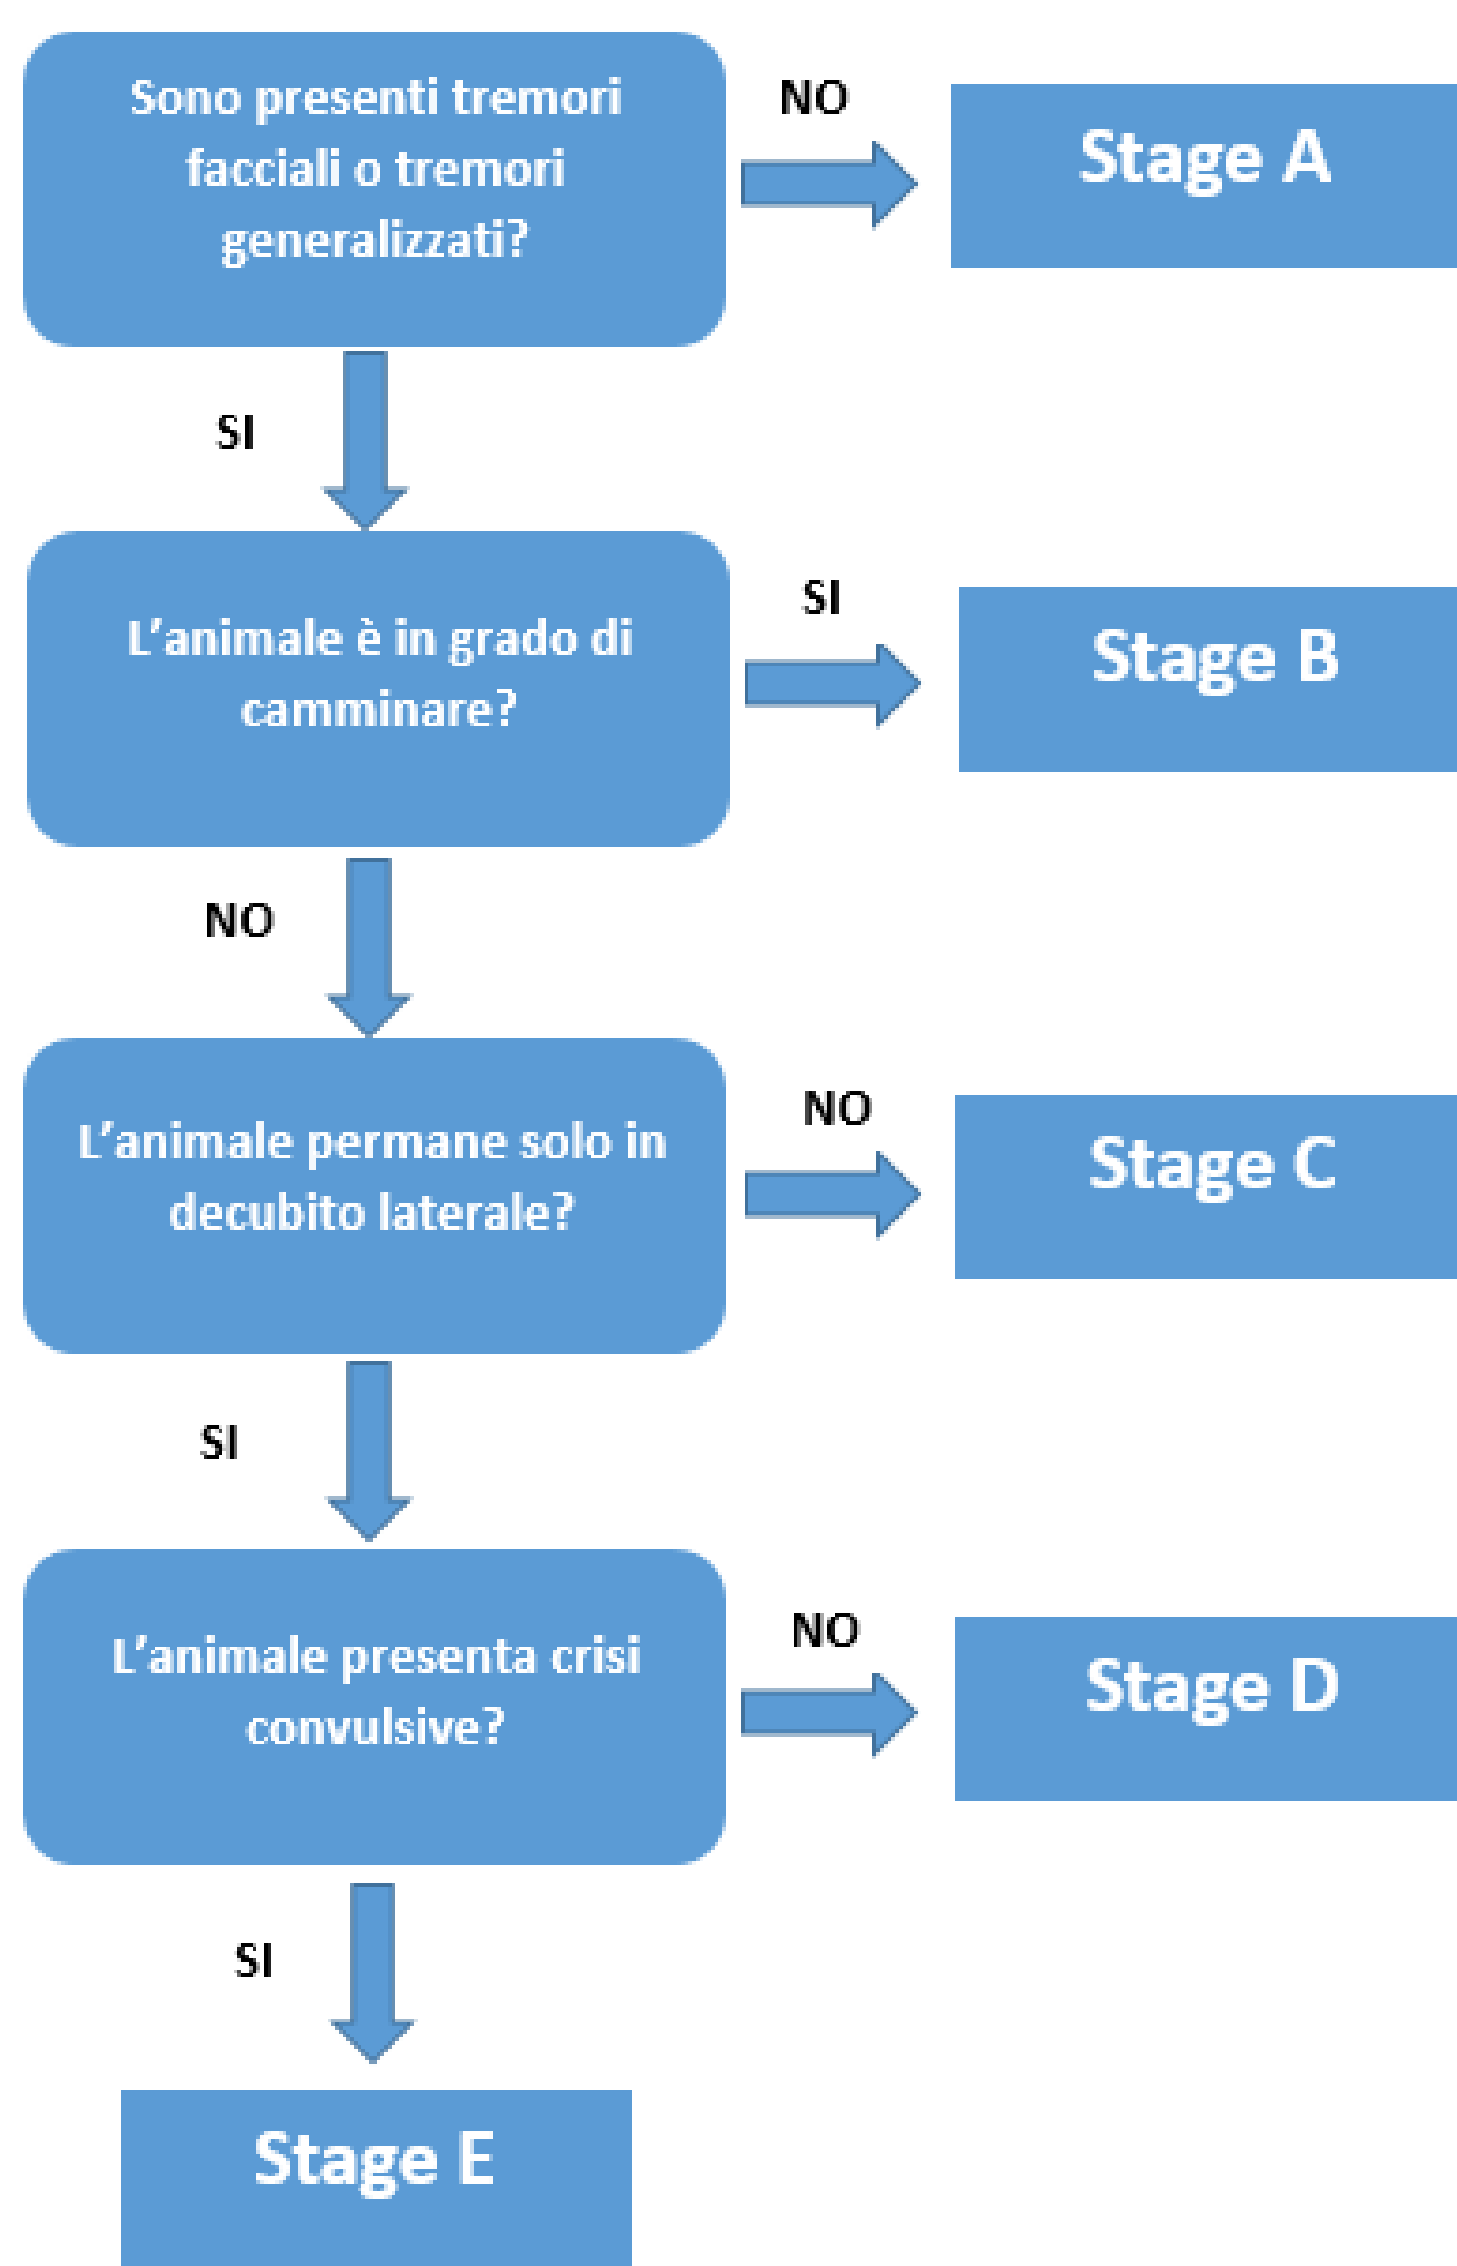 Sono presenti tremori
facciali o tremori
generalizzati?
NO
Stage A
SI
L'animale è in grado di
camminare?
SI
Stage B
NO
L'animale permane solo in
decubito laterale?
NO
Stage C
SI
L'animale presenta crisi
convulsive?
NO
Stage D
SI
Stage E